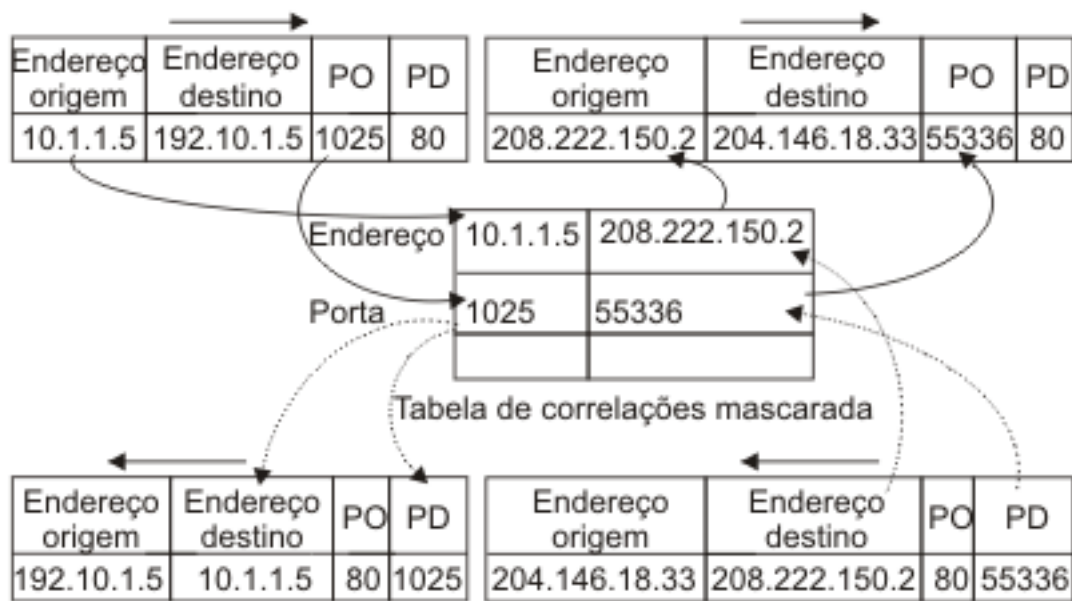 Endereço origem Endereço destino PO PD
10.1.1.5 192.10.1.5 1025 80
Endereço origem Endereço destino PO PD
208.222.150.2 204.146.18.33 55336 80
Endereço 10.1.1.5 208.222.150.2
Porta 1025 55336
Tabela de correlações mascarada
Endereço origem Endereço destino PO PD
192.10.1.5 10.1.1.5 80 1025
Endereço origem Endereço destino PO PD
204.146.18.33 208.222.150.2 80 55336